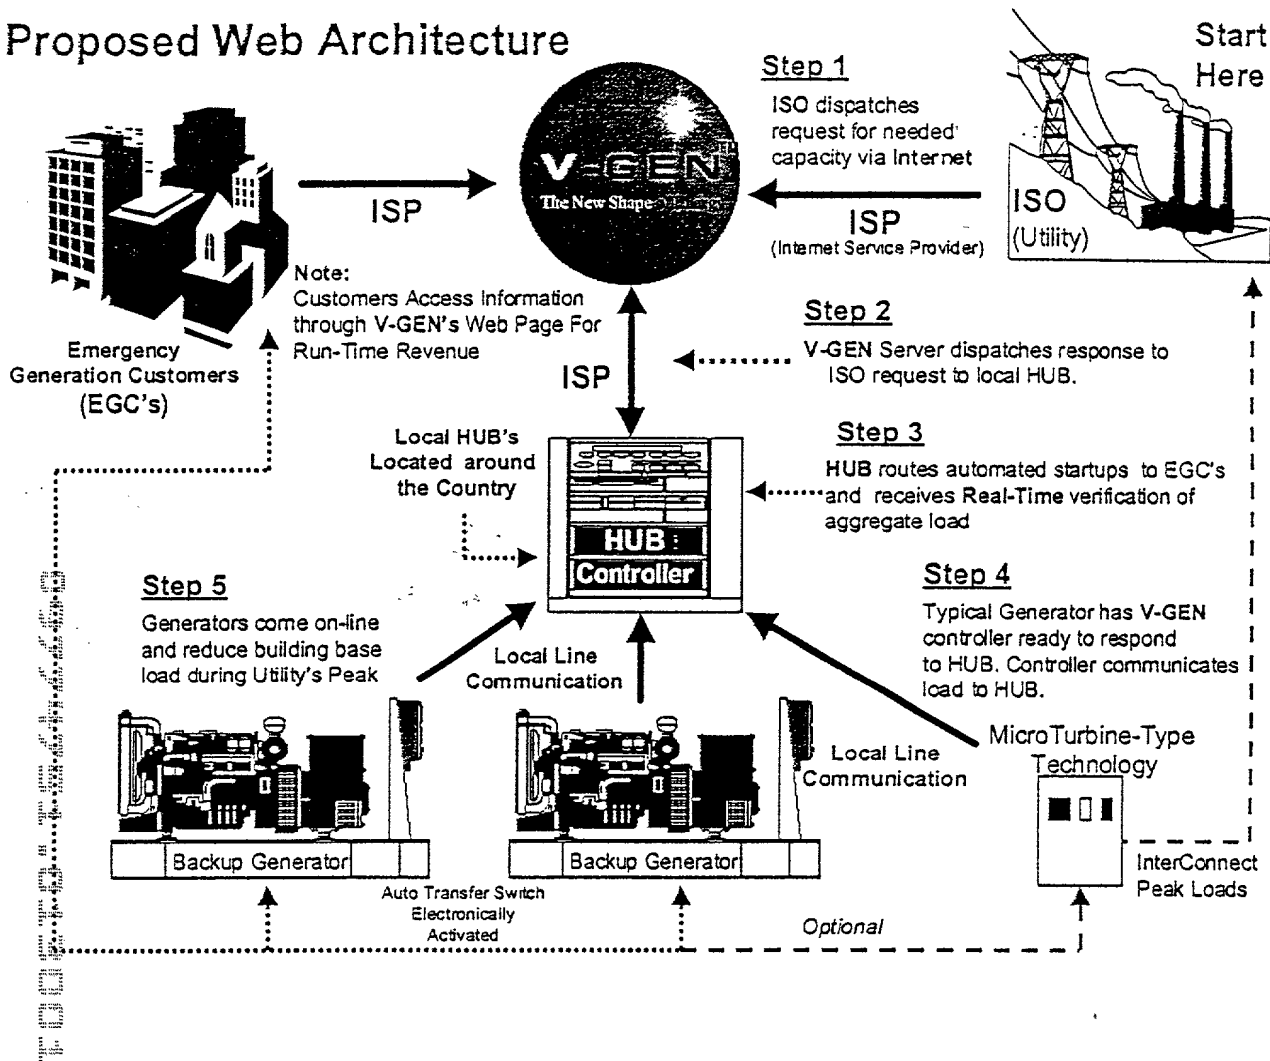 Proposed Web Architecture
Start
Here
Step 1
ISO dispatches
request for needed
capacity via Internet
V-GEN™
The New Shape
ISP
ISP
(Internet Service Provider)
ISO
(Utility)
Note:
Customers Access Information
through V-GEN's Web Page For
Run-Time Revenue
Emergency
Generation Customers
(EGC's)
ISP
Step 2
V-GEN Server dispatches response to
ISO request to local HUB.
Local HUB's
Located around
the Country
Step 3
HUB routes automated startups to EGC's
and receives Real-Time verification of
aggregate load
HUB
Controller
Step 5
Generators come on-line
and reduce building base
load during Utility's Peak
Local Line
Communication
Step 4
Typical Generator has V-GEN
controller ready to respond
to HUB. Controller communicates
load to HUB.
MicroTurbine-Type
Technology
Local Line
Communication
Backup Generator
Backup Generator
InterConnect
Peak Loads
Auto Transfer Switch
Electronically
Activated
Optional